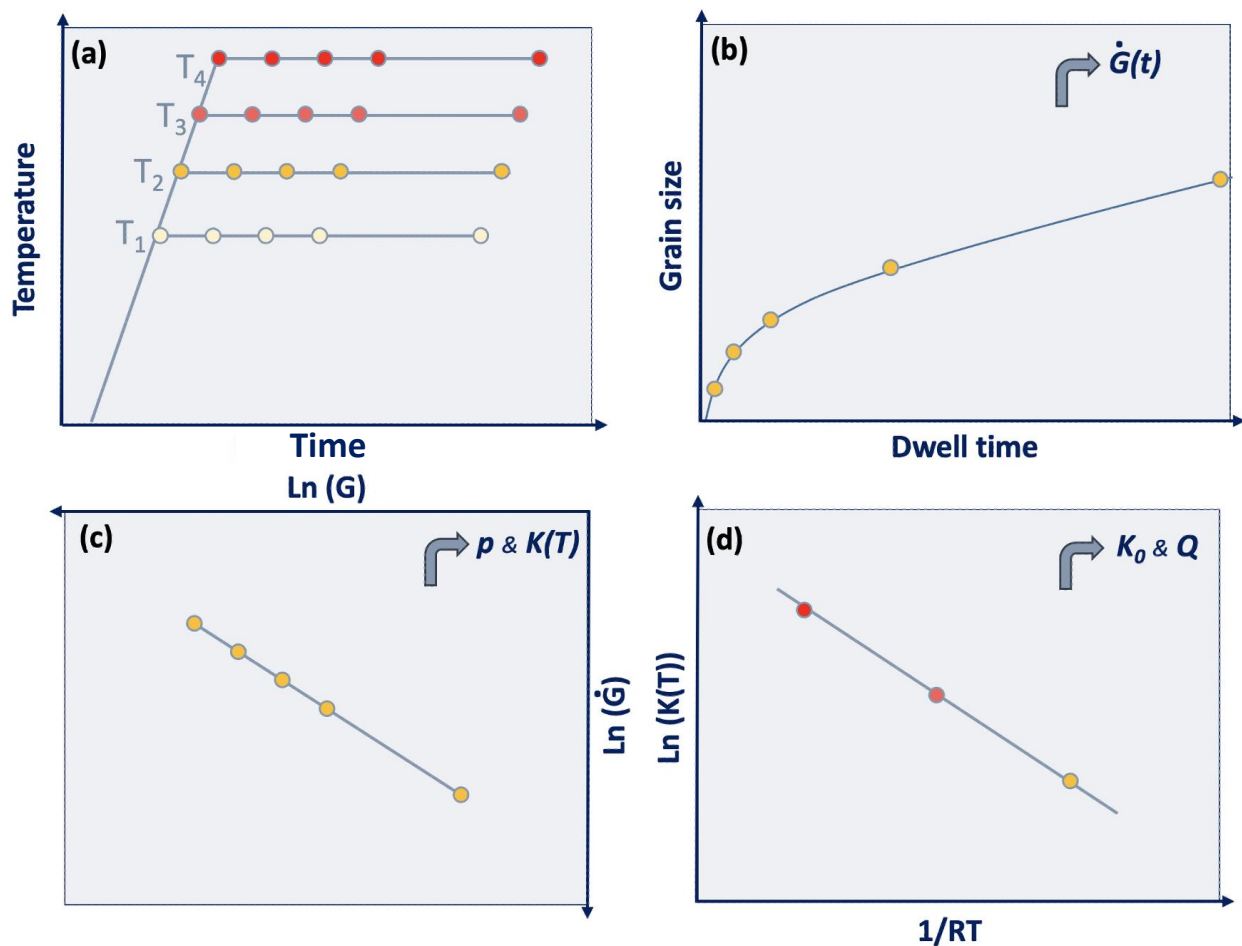 (a)
T₄
T₃
T₂
T₁
Temperature
Time
(b)
Ġ(t)
Grain size
Dwell time
Ln (G)
(c)
p & K(T)
Ln (Ġ)
(d)
K₀ & Q
Ln (K(T))
1/RT